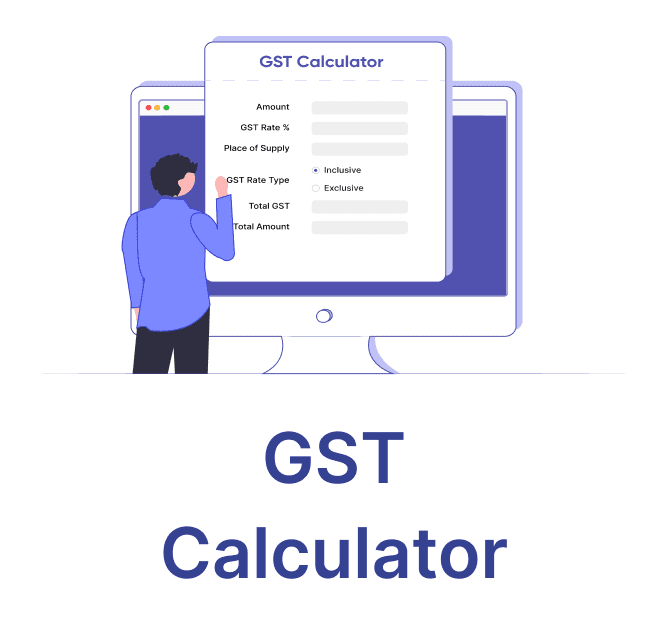 GST Calculator
Amount
GST Rate %
Place of Supply
GST Rate Type
Inclusive
Exclusive
Total GST
Total Amount
GST
Calculator